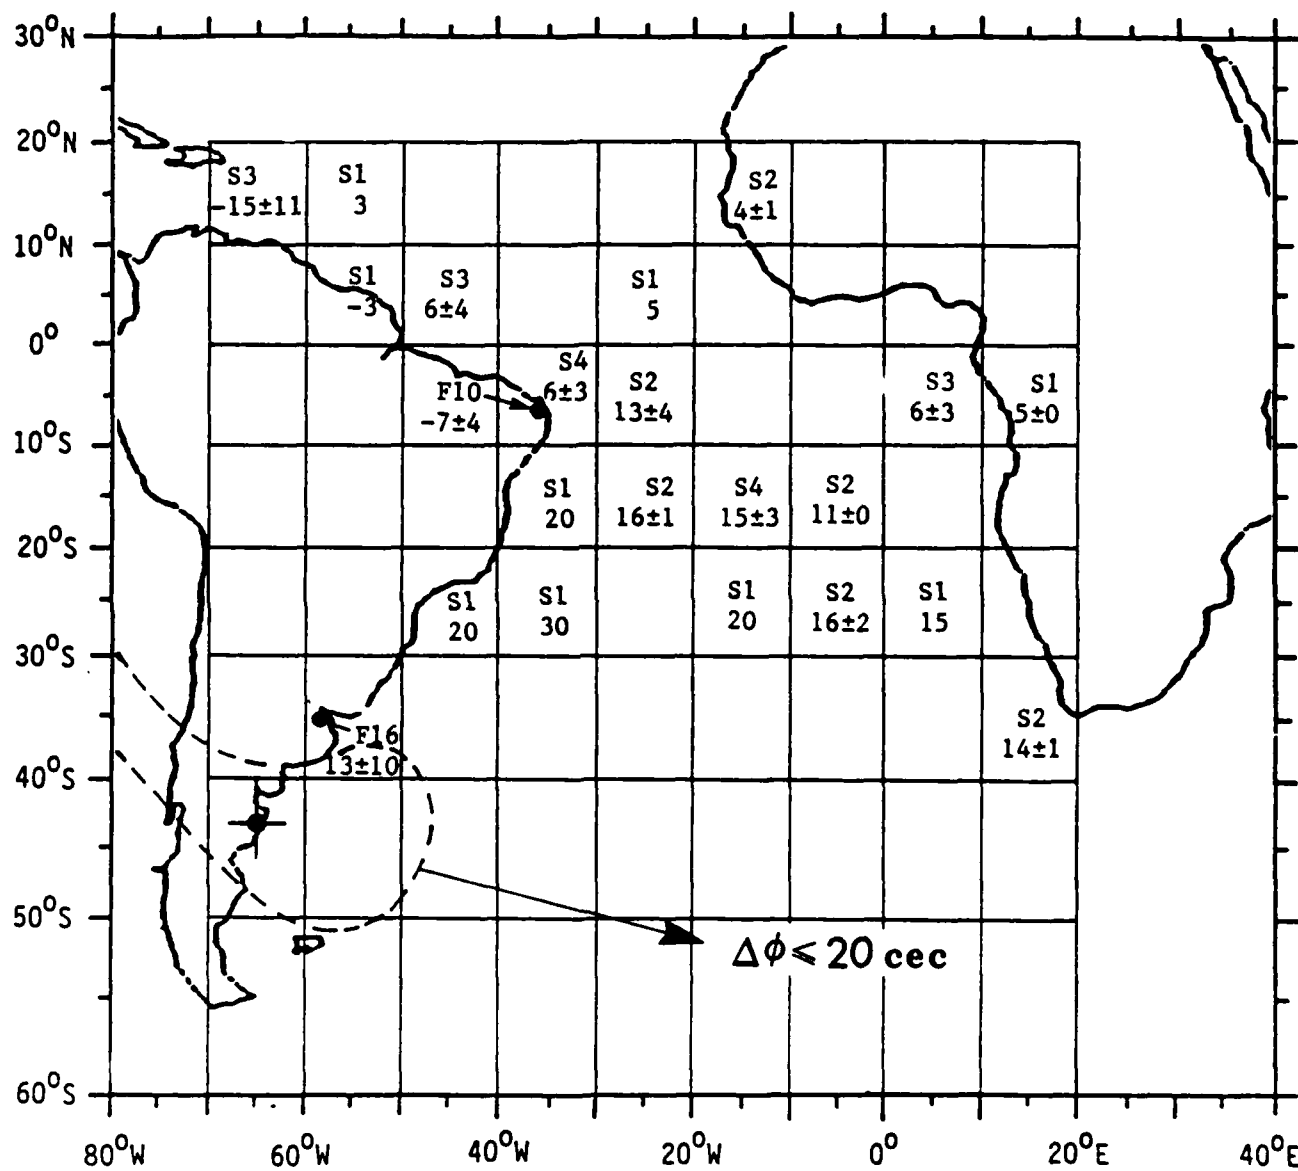 30°N
20°N
S3
S1
S2
-15±11
3
4±1
10°N
S1
S3
S1
-3
6±4
5
0°
S4
F10
6±3
S2
S3
S1
-7±4
13±4
6±3
5±0
10°S
S1
S2
S4
S2
20
16±1
15±3
11±0
20°S
S1
S1
S1
S2
S1
20
30
20
16±2
15
30°S
F16
S2
13±10
14±1
40°S
50°S
Δϕ⩽20 cec
60°S
80°W
60°W
40°W
20°W
0°
20°E
40°E